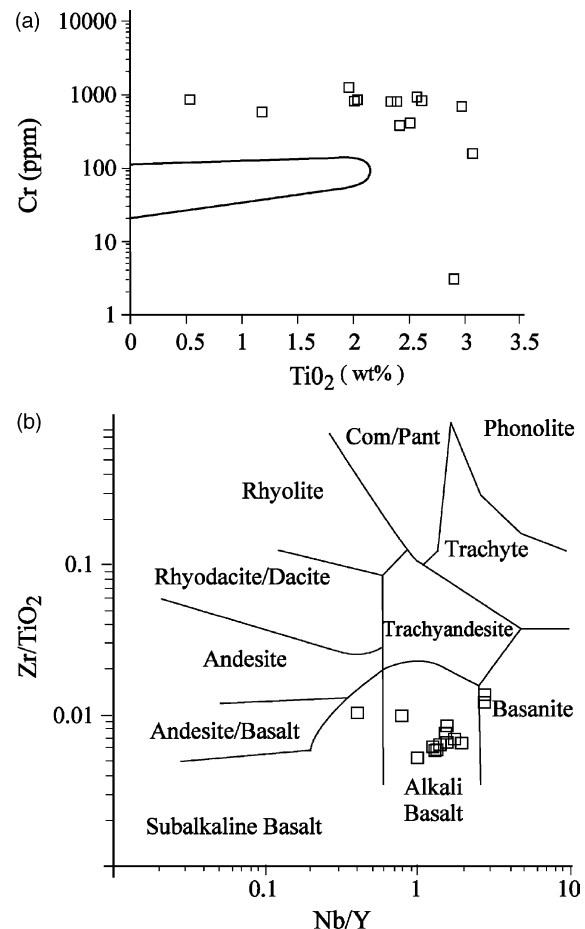 (a)
10000
1000
100
10
1
Cr (ppm)
0 0.5 1 1.5 2 2.5 3 3.5
Ti0₂ (wt%)
(b)
Com/Pant
Phonolite
Rhyolite
Trachyte
0.1
Rhyodacite/Dacite
Trachyandesite
Zr/TiO₂
Andesite
Basanite
0.01
Andesite/Basalt
Alkali
Basalt
Subalkaline Basalt
0.1 1 10
Nb/Y